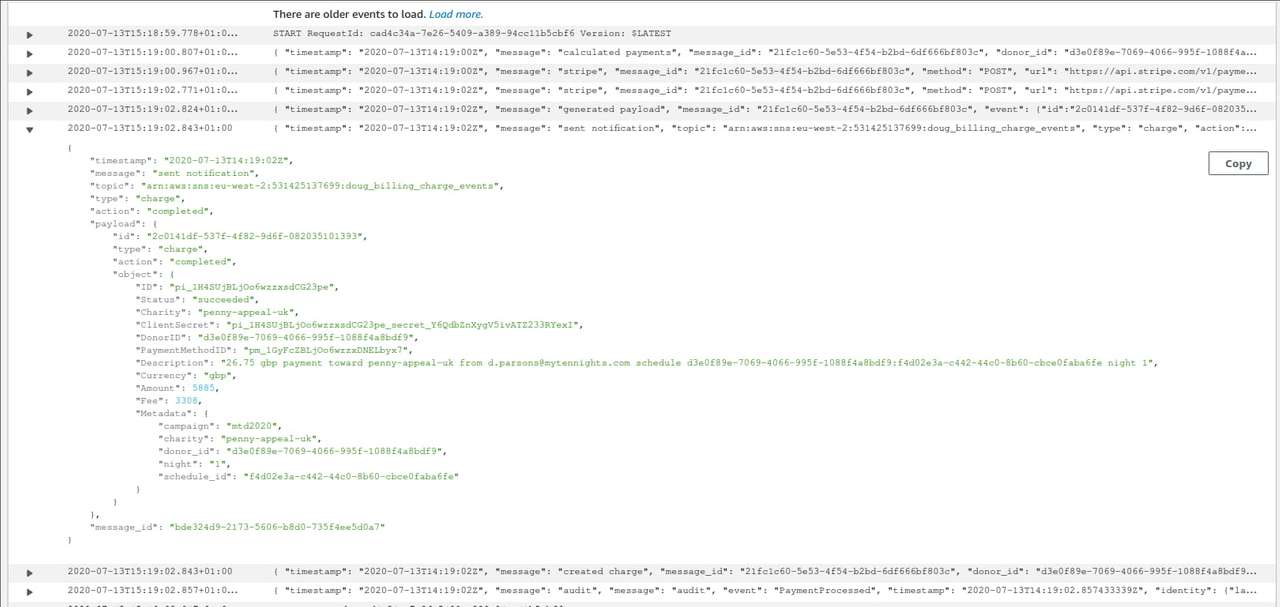 There are older events to load. Load more.
2020-07-13T15:18:59.778+01:0... START RequestId: cad4c34a-7e26-5409-a389-94cc11b5cbf6 Version: $LATEST
2020-07-13T15:19:00.807+01:0... { "timestamp": "2020-07-13T14:19:00Z", "message": "calculated payments", "message_id": "21fc1c60-5e53-4f54-b2bd-6df666bf803c", "donor_id": "d3e0f89e-7069-4066-995f-1088f4a...
2020-07-13T15:19:00.967+01:0... { "timestamp": "2020-07-13T14:19:00Z", "message": "stripe", "message_id": "21fc1c60-5e53-4f54-b2bd-6df666bf803c", "method": "POST", "url": "https://api.stripe.com/v1/payme...
2020-07-13T15:19:02.771+01:0... { "timestamp": "2020-07-13T14:19:02Z", "message": "stripe", "message_id": "21fc1c60-5e53-4f54-b2bd-6df666bf803c", "method": "POST", "url": "https://api.stripe.com/v1/payme...
2020-07-13T15:19:02.824+01:0... { "timestamp": "2020-07-13T14:19:02Z", "message": "generated payload", "message_id": "21fc1c60-5e53-4f54-b2bd-6df666bf803c", "event": {"id":"2c0141df-537f-4f82-9d6f-082035...
2020-07-13T15:19:02.843+01:00 { "timestamp": "2020-07-13T14:19:02Z", "message": "sent notification", "topic": "arn:aws:sns:eu-west-2:531425137699:doug_billing_charge_events", "type": "charge", "action":...
{
"timestamp": "2020-07-13T14:19:02Z",
Copy
"message": "sent notification",
"topic": "arn:aws:sns:eu-west-2:531425137699:doug_billing_charge_events",
"type": "charge",
"action": "completed",
"payload": {
"id": "2c0141df-537f-4f82-9d6f-082035101393",
"type": "charge",
"action": "completed",
"object": {
"ID": "pi_1H4SUjBLjOo6wzzxsdCG23pe",
"Status": "succeeded",
"Charity": "penny-appeal-uk",
"ClientSecret": "pi_1H4SUjBLjOo6wzzxsdCG23pe_secret_Y6QdbZnXygV5ivATZ233RYexI",
"DonorID": "d3e0f89e-7069-4066-995f-1088f4a8bdf9",
"PaymentMethodID": "pm_1GyFcZBLjOo6wzzxDNELbyx7",
"Description": "26.75 gbp payment toward penny-appeal-uk from d.parsons@mytennights.com schedule d3e0f89e-7069-4066-995f-1088f4a8bdf9:f4d02e3a-c442-44c0-8b60-cbce0faba6fe night 1",
"Currency": "gbp",
"Amount": 5885,
"Fee": 3308,
"Metadata": {
"campaign": "mtd2020",
"charity": "penny-appeal-uk",
"donor_id": "d3e0f89e-7069-4066-995f-1088f4a8bdf9",
"night": "1",
"schedule_id": "f4d02e3a-c442-44c0-8b60-cbce0faba6fe"
}
}
},
"message_id": "bde324d9-2173-5606-b8d0-735f4ee5d0a7"
}
2020-07-13T15:19:02.843+01:00 { "timestamp": "2020-07-13T14:19:02Z", "message": "created charge", "message_id": "21fc1c60-5e53-4f54-b2bd-6df666bf803c", "donor_id": "d3e0f89e-7069-4066-995f-1088f4a8bdf9...
2020-07-13T15:19:02.857+01:0... { "timestamp": "2020-07-13T14:19:02Z", "message": "audit", "message": "audit", "event": "PaymentProcessed", "timestamp": "2020-07-13T14:19:02.857433339Z", "identity": {"la...